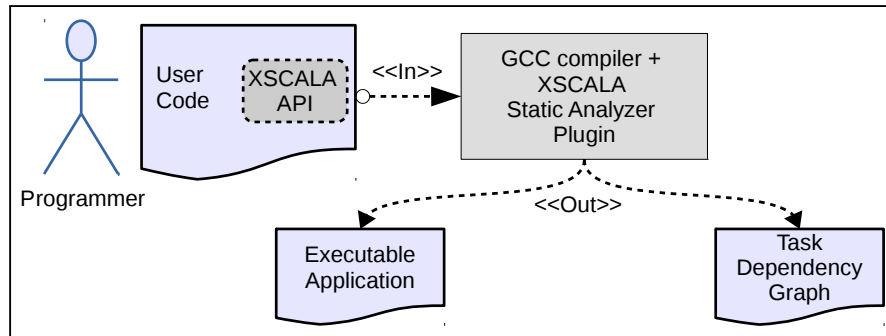 User
Code
XSCALA
API
<<In>>
GCC compiler +
XSCALA
Static Analyzer
Plugin
Programmer
<<Out>>
Executable
Application
Task
Dependency
Graph